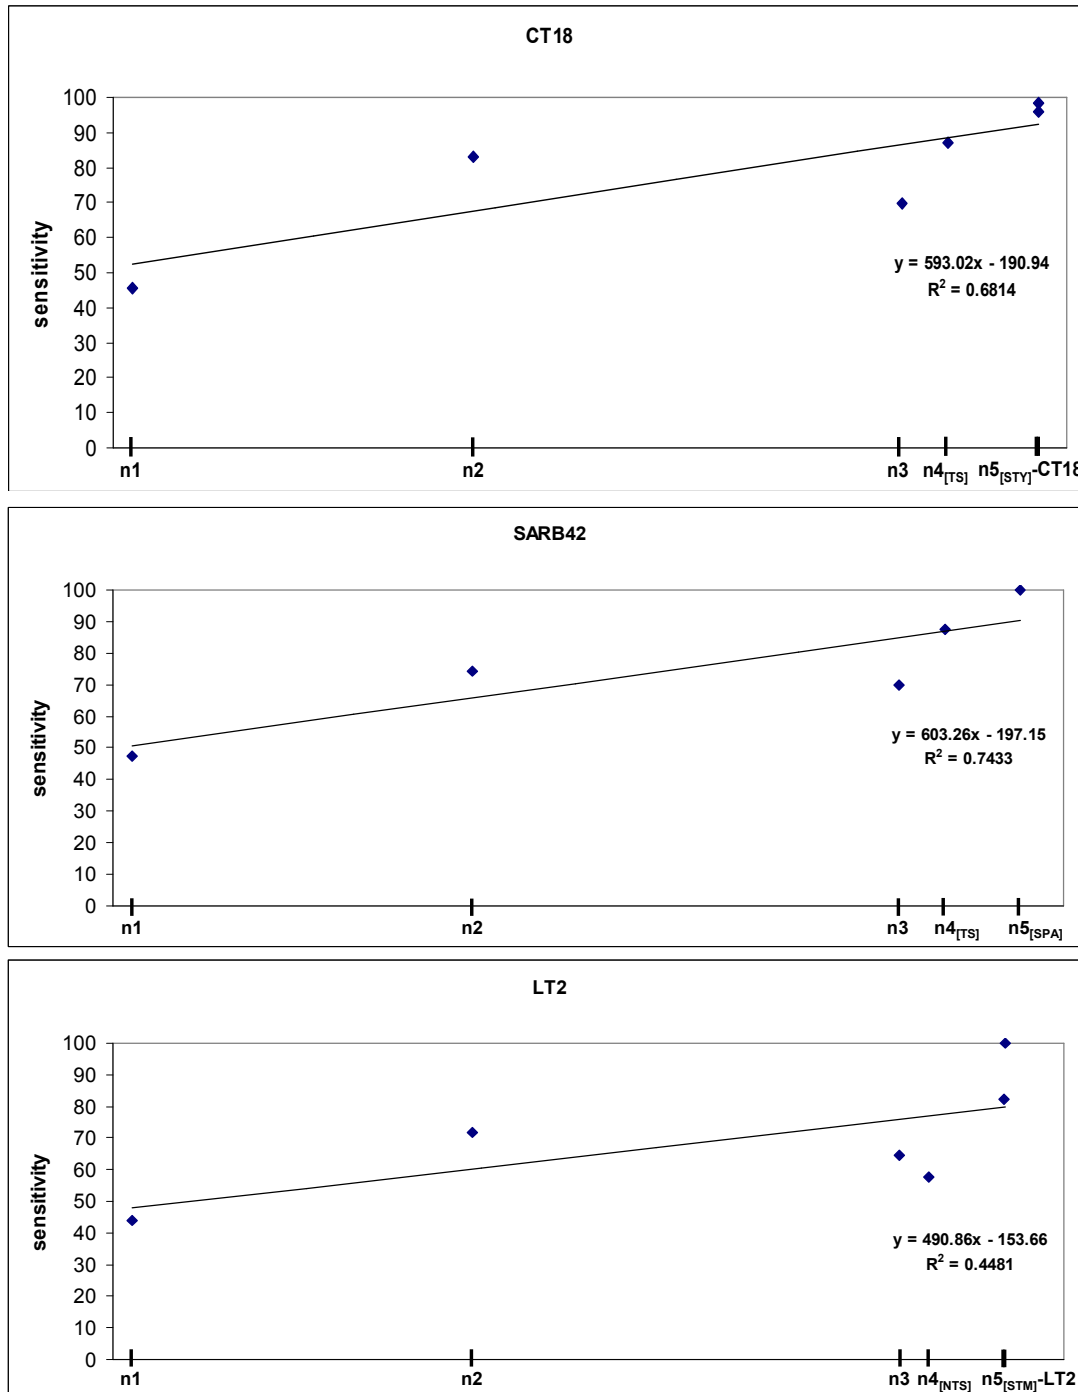 CT18
100
90
80
70
60
50
40
30
20
10
0
sensitivity
y = 593.02x - 190.94
R² = 0.6814
n1 n2 n3 n4[TS] n5[STY]-CT18
SARB42
100
90
80
70
60
50
40
30
20
10
0
sensitivity
y = 603.26x - 197.15
R² = 0.7433
n1 n2 n3 n4[TS] n5[SPA]
LT2
100
90
80
70
60
50
40
30
20
10
0
sensitivity
y = 490.86x - 153.66
R² = 0.4481
n1 n2 n3 n4[NTS] n5[STM]-LT2